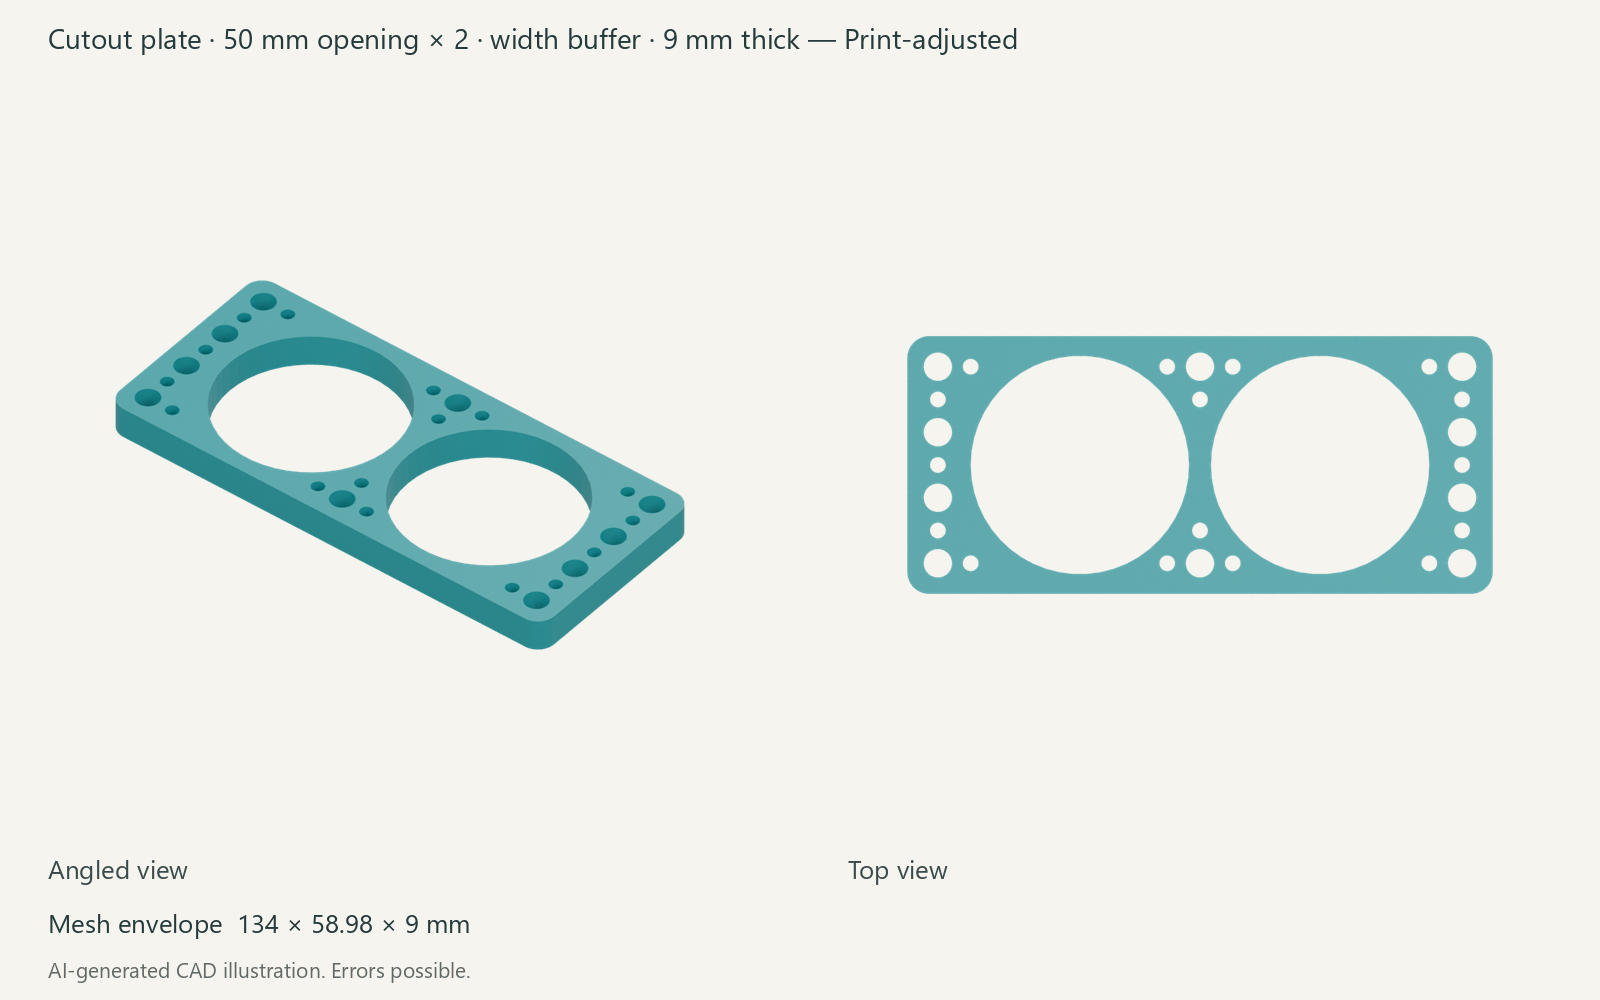 Cutout plate · 50 mm opening × 2 · width buffer · 9 mm thick — Print-adjusted
Angled view
Top view
Mesh envelope 134 × 58.98 × 9 mm
AI-generated CAD illustration. Errors possible.